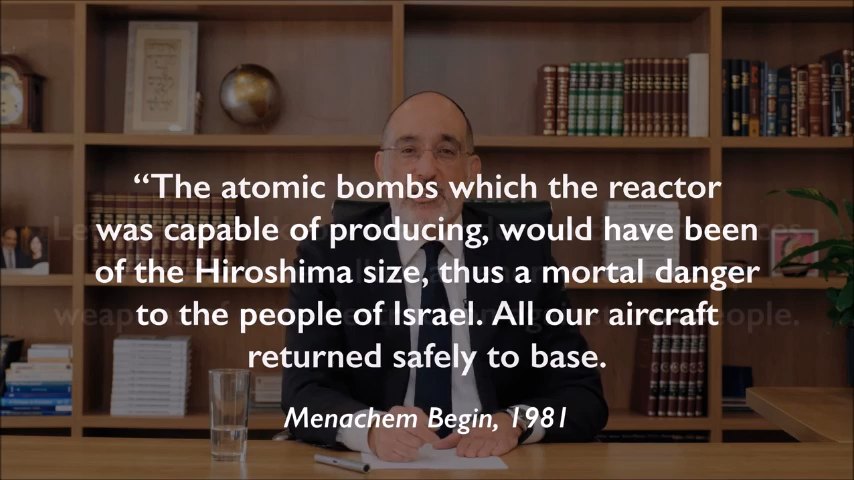 “The atomic bombs which the reactor
was capable of producing, would have been
of the Hiroshima size, thus a mortal danger
to the people of Israel. All our aircraft
returned safely to base.
Menachem Begin, 1981